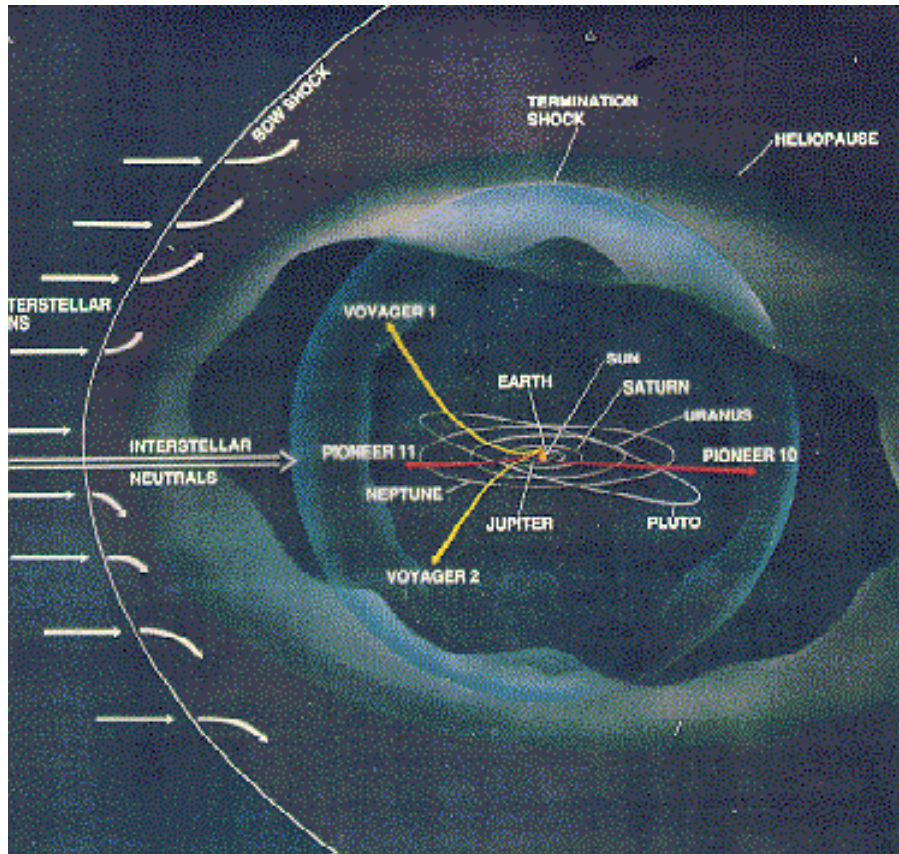 BOW SHOCK
TERMINATION
SHOCK
HELIOPAUSE
TERSTELLAR
NS
VOYAGER 1
SUN
EARTH
SATURN
URANUS
INTERSTELLAR
NEUTRALS
PIONEER 11
PIONEER 10
NEPTUNE
JUPITER
PLUTO
VOYAGER 2